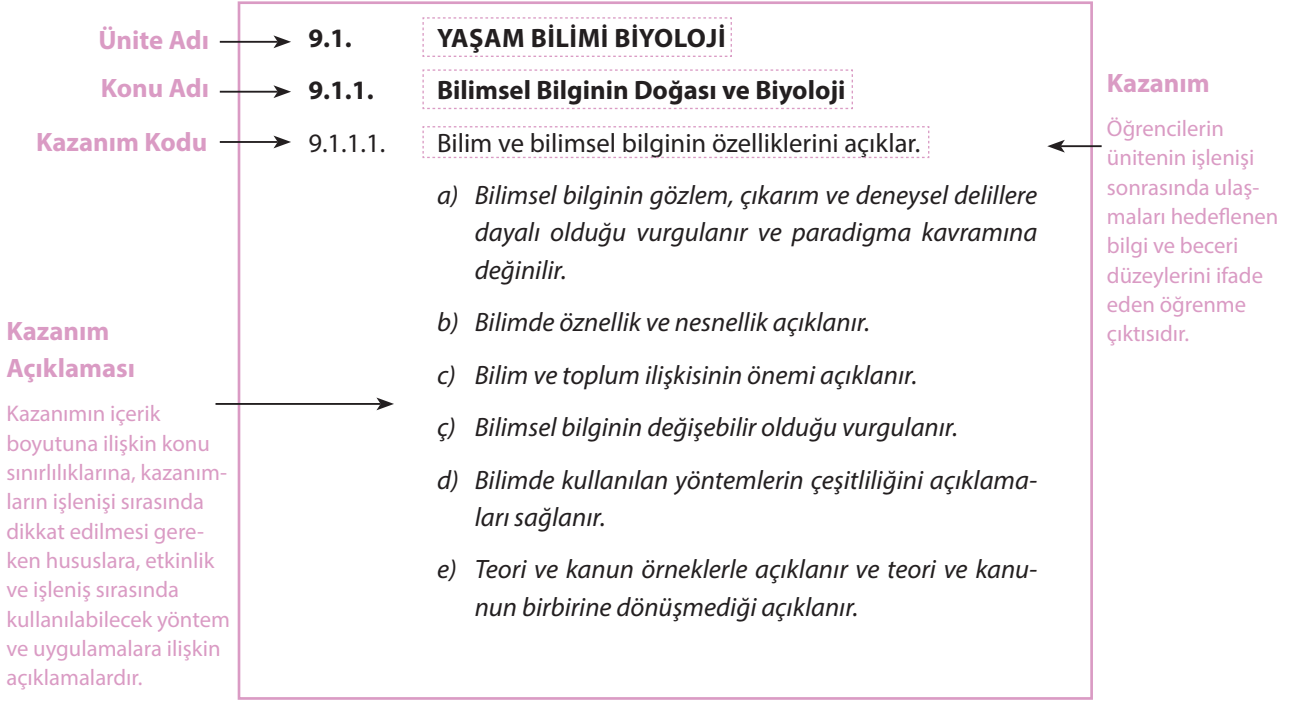 Ünite Adı
9.1. YAŞAM BİLİMİ BİYOLOJİ
Konu Adı
9.1.1. Bilimsel Bilginin Doğası ve Biyoloji
Kazanım Kodu
9.1.1.1. Bilim ve bilimsel bilginin özelliklerini açıklar.
a) Bilimsel bilginin gözlem, çıkarım ve deneysel delillere
dayalı olduğu vurgulanır ve paradigma kavramına
değinilir.
b) Bilimde öznellik ve nesnellik açıklanır.
c) Bilim ve toplum ilişkisinin önemi açıklanır.
ç) Bilimsel bilginin değişebilir olduğu vurgulanır.
d) Bilimde kullanılan yöntemlerin çeşitliliğini açıklama-
ları sağlanır.
e) Teori ve kanun örneklerle açıklanır ve teori ve kanu-
nun birbirine dönüşmediği açıklanır.
Kazanım
Açıklaması
Kazanımın içerik
boyutuna ilişkin konu
sınırlılıklarına, kazanım-
ların işlenişi sırasında
dikkat edilmesi gere-
ken hususlara, etkinlik
ve işleniş sırasında
kullanılabilecek yöntem
ve uygulamalara ilişkin
açıklamalardır.
Kazanım
Öğrencilerin
ünitenin işlenişi
sonrasında ulaş-
maları hedeflenen
bilgi ve beceri
düzeylerini ifade
eden öğrenme
çıktısıdır.